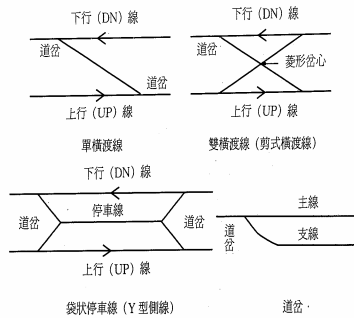 下行（DN）線
道岔
道岔
上行（UP）線
單橫渡線
下行（DN）線
道岔
菱形岔心
上行（UP）線
雙橫渡線（剪式橫渡線）
下行（DN）線
停車線
道岔
道岔
上行（UP）線
袋狀停車線（Y 型側線）
主線
道岔
支線
道岔